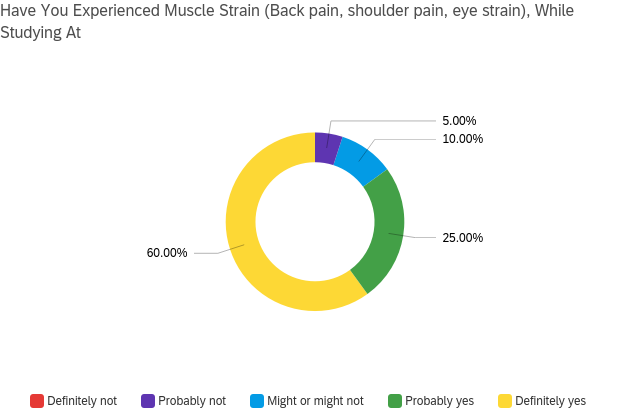 Have You Experienced Muscle Strain (Back pain, shoulder pain, eye strain), While
Studying At
5.00%
10.00%
25.00%
60.00%
Definitely not
Probably not
Might or might not
Probably yes
Definitely yes